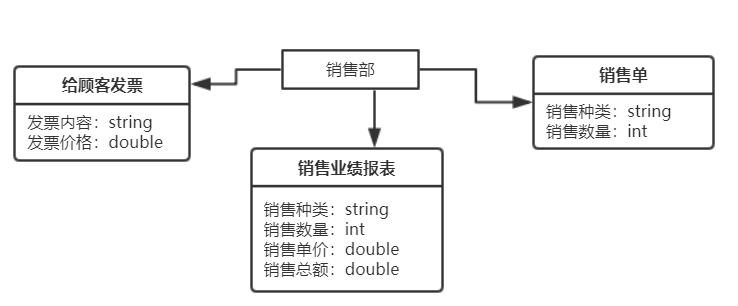 给顾客发票
发票内容：string
发票价格：double
销售部
销售单
销售种类：string
销售数量：int
销售业绩报表
销售种类：string
销售数量：int
销售单价：double
销售总额：double